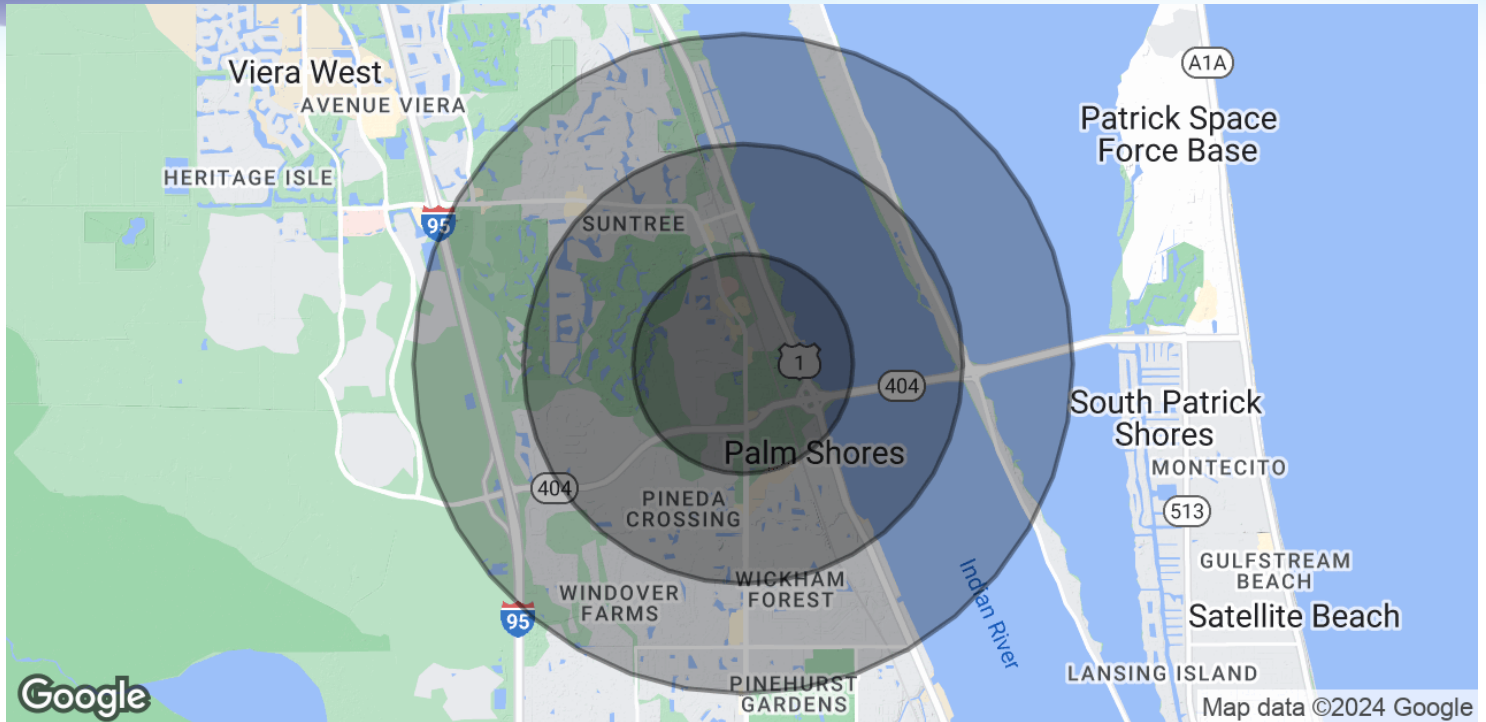 A1A
Viera West
AVENUE VIERA
Patrick Space
Force Base
HERITAGE ISLE
95
SUNTREE
1
404
South Patrick
Shores
Palm Shores
MONTECITO
404
PINEDA
CROSSING
513
GULFSTREAM
BEACH
WICKHAM
FOREST
WINDOVER
FARMS
Indian River
95
Satellite Beach
LANSING ISLAND
PINEHURST
GARDENS
Google
Map data ©2024 Google